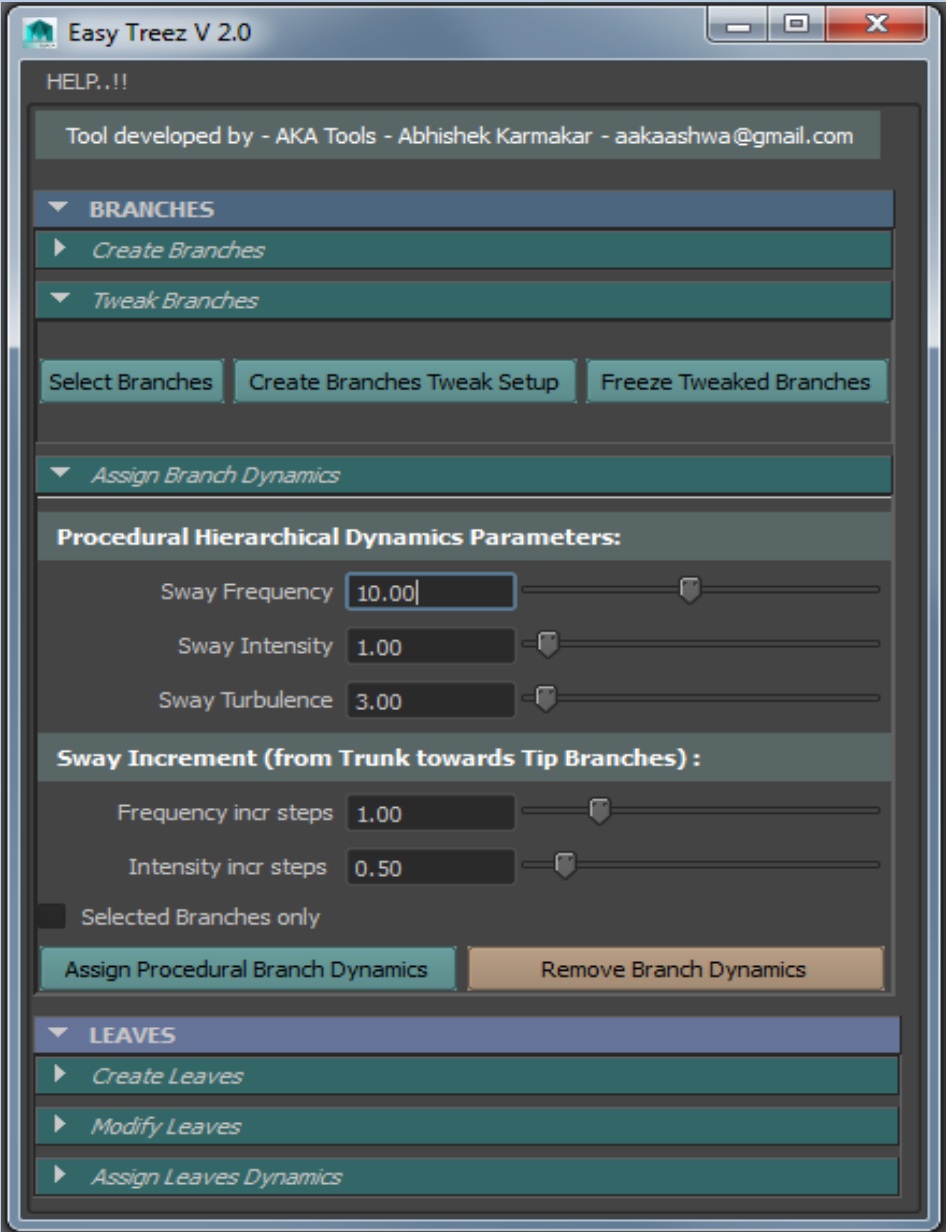 Easy Treez V 2.0
HELP..!!
Tool developed by - AKA Tools - Abhishek Karmakar - aakaashwa@gmail.com
BRANCHES
Create Branches
Tweak Branches
Select Branches Create Branches Tweak Setup Freeze Tweaked Branches
Assign Branch Dynamics
Procedural Hierarchical Dynamics Parameters:
Sway Frequency 10.00
Sway Intensity 1.00
Sway Turbulence 3.00
Sway Increment (from Trunk towards Tip Branches) :
Frequency incr steps 1.00
Intensity incr steps 0.50
Selected Branches only
Assign Procedural Branch Dynamics Remove Branch Dynamics
LEAVES
Create Leaves
Modify Leaves
Assign Leaves Dynamics